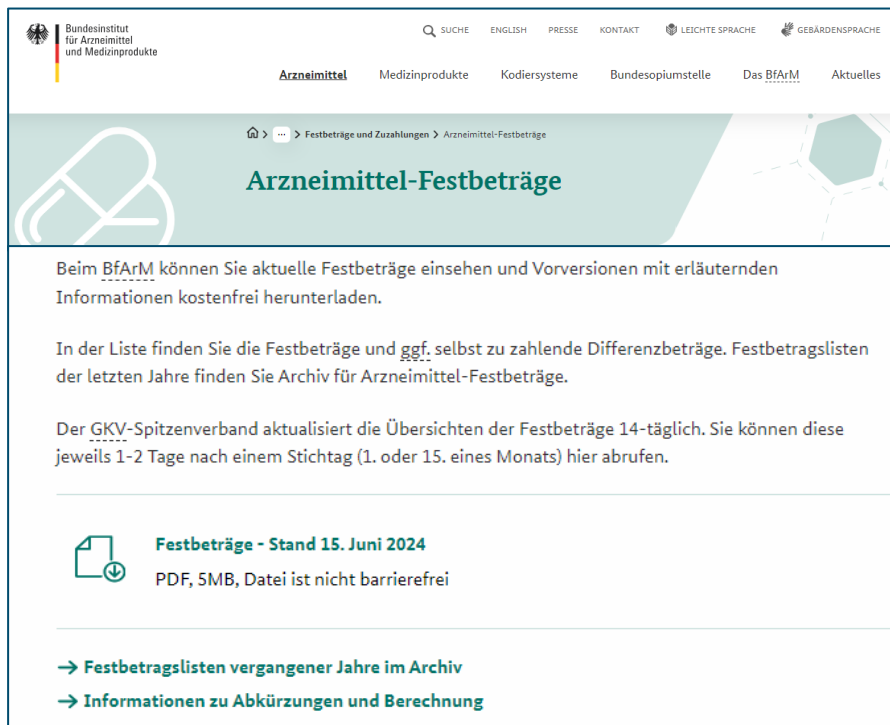 Bundesinstitut
für Arzneimittel
und Medizinprodukte
SUCHE ENGLISH PRESSE KONTAKT LEICHTE SPRACHE GEBÄRDENSPRACHE
Arzneimittel Medizinprodukte Kodiersysteme Bundesopiumstelle Das BfArM Aktuelles
> ... > Festbeträge und Zuzahlungen > Arzneimittel-Festbeträge
Arzneimittel-Festbeträge
Beim BfArM können Sie aktuelle Festbeträge einsehen und Vorversionen mit erläuternden
Informationen kostenfrei herunterladen.
In der Liste finden Sie die Festbeträge und ggf. selbst zu zahlende Differenzbeträge. Festbetragslisten
der letzten Jahre finden Sie Archiv für Arzneimittel-Festbeträge.
Der GKV-Spitzenverband aktualisiert die Übersichten der Festbeträge 14-täglich. Sie können diese
jeweils 1-2 Tage nach einem Stichtag (1. oder 15. eines Monats) hier abrufen.
Festbeträge - Stand 15. Juni 2024
PDF, 5MB, Datei ist nicht barrierefrei
→ Festbetragslisten vergangener Jahre im Archiv
→ Informationen zu Abkürzungen und Berechnung